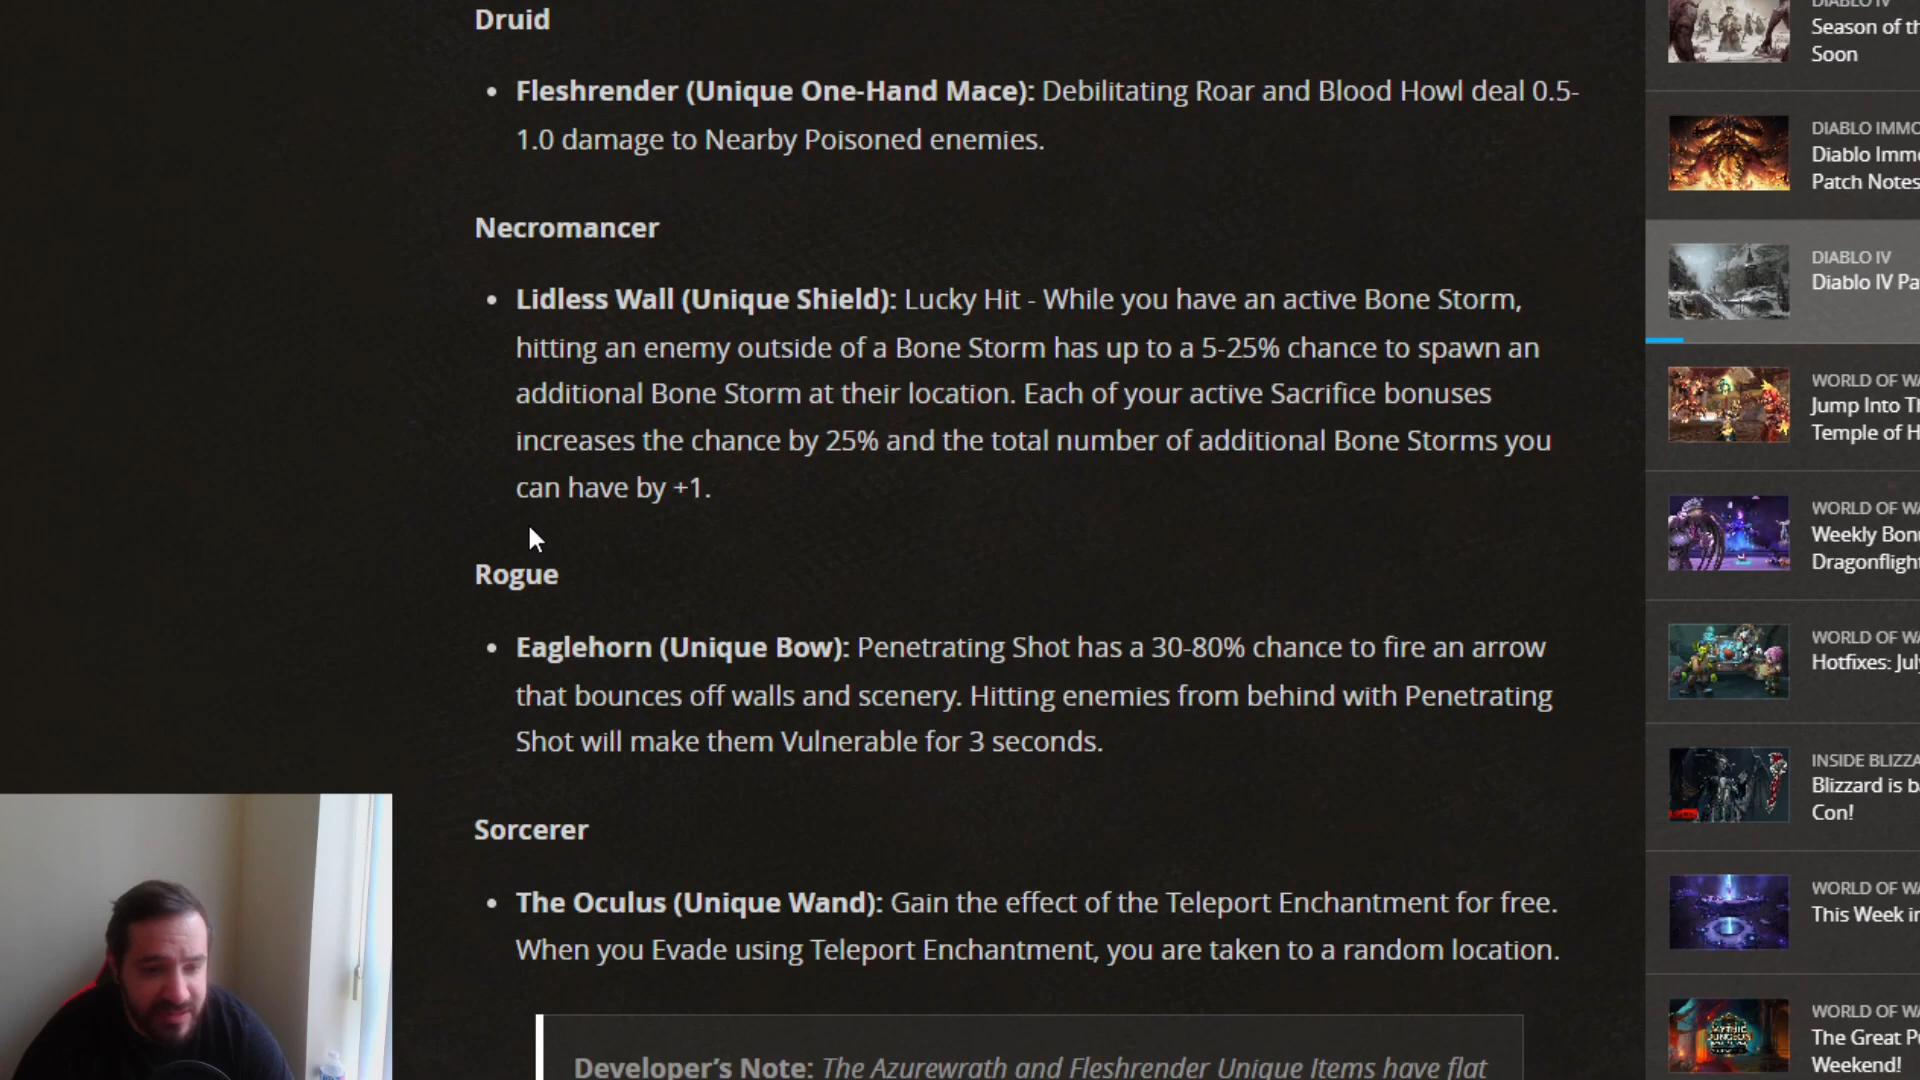 Druid
Fleshrender (Unique One-Hand Mace): Debilitating Roar and Blood Howl deal 0.5-
1.0 damage to Nearby Poisoned enemies.
Necromancer
Lidless Wall (Unique Shield): Lucky Hit - While you have an active Bone Storm,
hitting an enemy outside of a Bone Storm has up to a 5-25% chance to spawn an
additional Bone Storm at their location. Each of your active Sacrifice bonuses
increases the chance by 25% and the total number of additional Bone Storms you
can have by +1.
Rogue
Eaglehorn (Unique Bow): Penetrating Shot has a 30-80% chance to fire an arrow
that bounces off walls and scenery. Hitting enemies from behind with Penetrating
Shot will make them Vulnerable for 3 seconds.
Sorcerer
The Oculus (Unique Wand): Gain the effect of the Teleport Enchantment for free.
When you Evade using Teleport Enchantment, you are taken to a random location.
Developer's Note: The Azurewrath and Fleshrender Unique Items have flat
DIABLO IV
Season of th
Soon
DIABLO IMMO
Diablo Imm
Patch Notes
DIABLO IV
Diablo IV Pa
WORLD OF WA
Jump Into Th
Temple of H
WORLD OF WA
Weekly Bon
Dragonflight
WORLD OF WA
Hotfixes: Jul
INSIDE BLIZZA
Blizzard is b
Con!
WORLD OF WA
This Week in
WORLD OF WA
The Great P
Weekend!